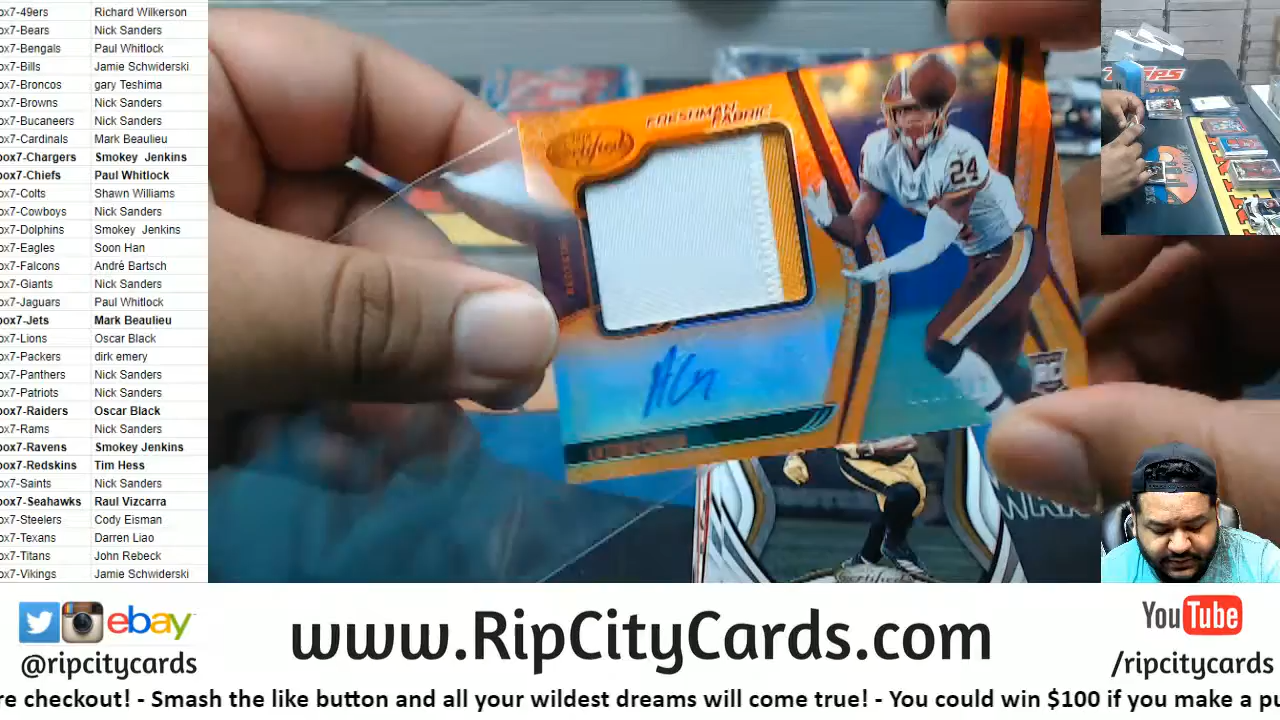 ox7-49ers Richard Wilkerson
ox7-Bears Nick Sanders
ox7-Bengals Paul Whitlock
ox7-Bills Jamie Schwiderski
ox7-Broncos gary Teshima
ox7-Browns Nick Sanders
ox7-Bucaneers Nick Sanders
ox7-Cardinals Mark Beaulieu
box7-Chargers Smokey Jenkins
box7-Chiefs Paul Whitlock
ox7-Colts Shawn Williams
ox7-Cowboys Nick Sanders
ox7-Dolphins Smokey Jenkins
ox7-Eagles Soon Han
ox7-Falcons Andrè Bartsch
ox7-Giants Nick Sanders
ox7-Jaguars Paul Whitlock
box7-Jets Mark Beaulieu
ox7-Lions Oscar Black
ox7-Packers dirk emery
ox7-Panthers Nick Sanders
ox7-Patriots Nick Sanders
box7-Raiders Oscar Black
ox7-Rams Nick Sanders
box7-Ravens Smokey Jenkins
box7-Redskins Tim Hess
ox7-Saints Nick Sanders
box7-Seahawks Raul Vizcarra
ox7-Steelers Cody Eisman
ox7-Texans Darren Liao
ox7-Titans John Rebeck
ox7-Vikings Jamie Schwiderski
FRESHMAN
FABRIC
Certified
REDSKINS
24
RC
TOPPS
ebay
@ripcitycards
www.RipCityCards.com
YouTube
/ripcitycards
re checkout! - Smash the like button and all your wildest dreams will come true! - You could win $100 if you make a pu